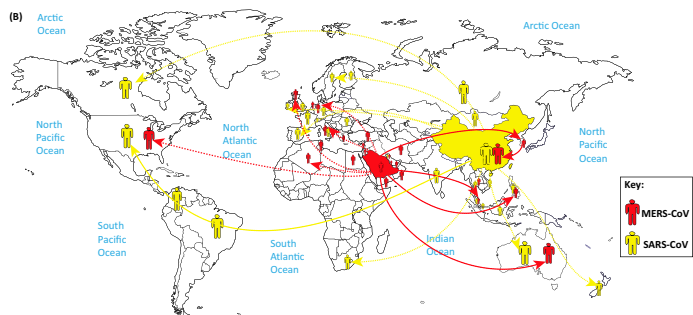 (B)
Arctic
Ocean
Arctic Ocean
North
Pacific
Ocean
North
Atlantic
Ocean
North
Pacific
Ocean
South
Pacific
Ocean
South
Atlantic
Ocean
Indian
Ocean
Key:
MERS-CoV
SARS-CoV